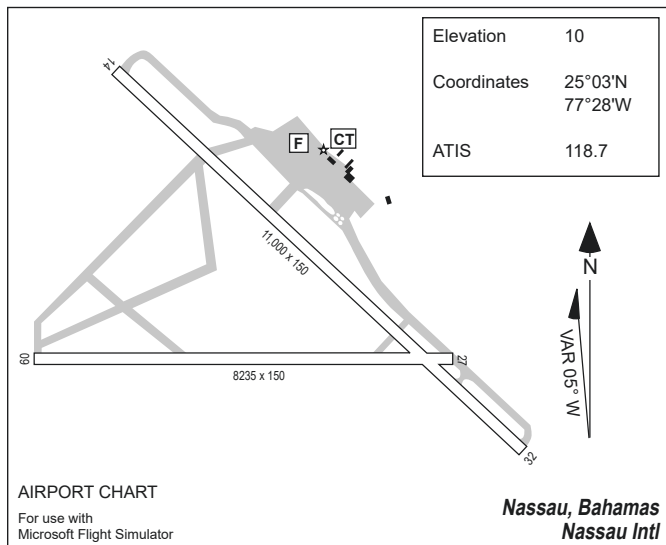 Elevation 10
Coordinates 25°03'N
77°28'W
ATIS 118.7
14
F
CT
11,000 x 150
N
VAR 05° W
09
27
8235 x 150
32
AIRPORT CHART
For use with
Microsoft Flight Simulator
Nassau, Bahamas
Nassau Intl